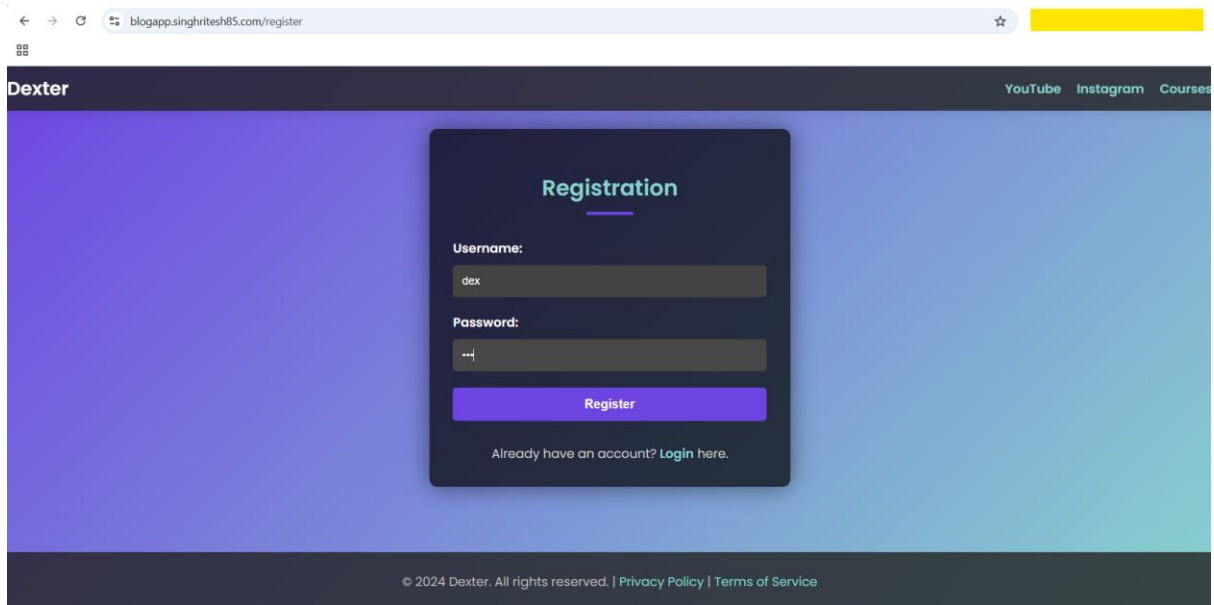 blogapp.singhritesh85.com/register
Dexter
YouTube Instagram Courses
Registration
Username:
dex
Password:
•••
Register
Already have an account? Login here.
© 2024 Dexter. All rights reserved. | Privacy Policy | Terms of Service